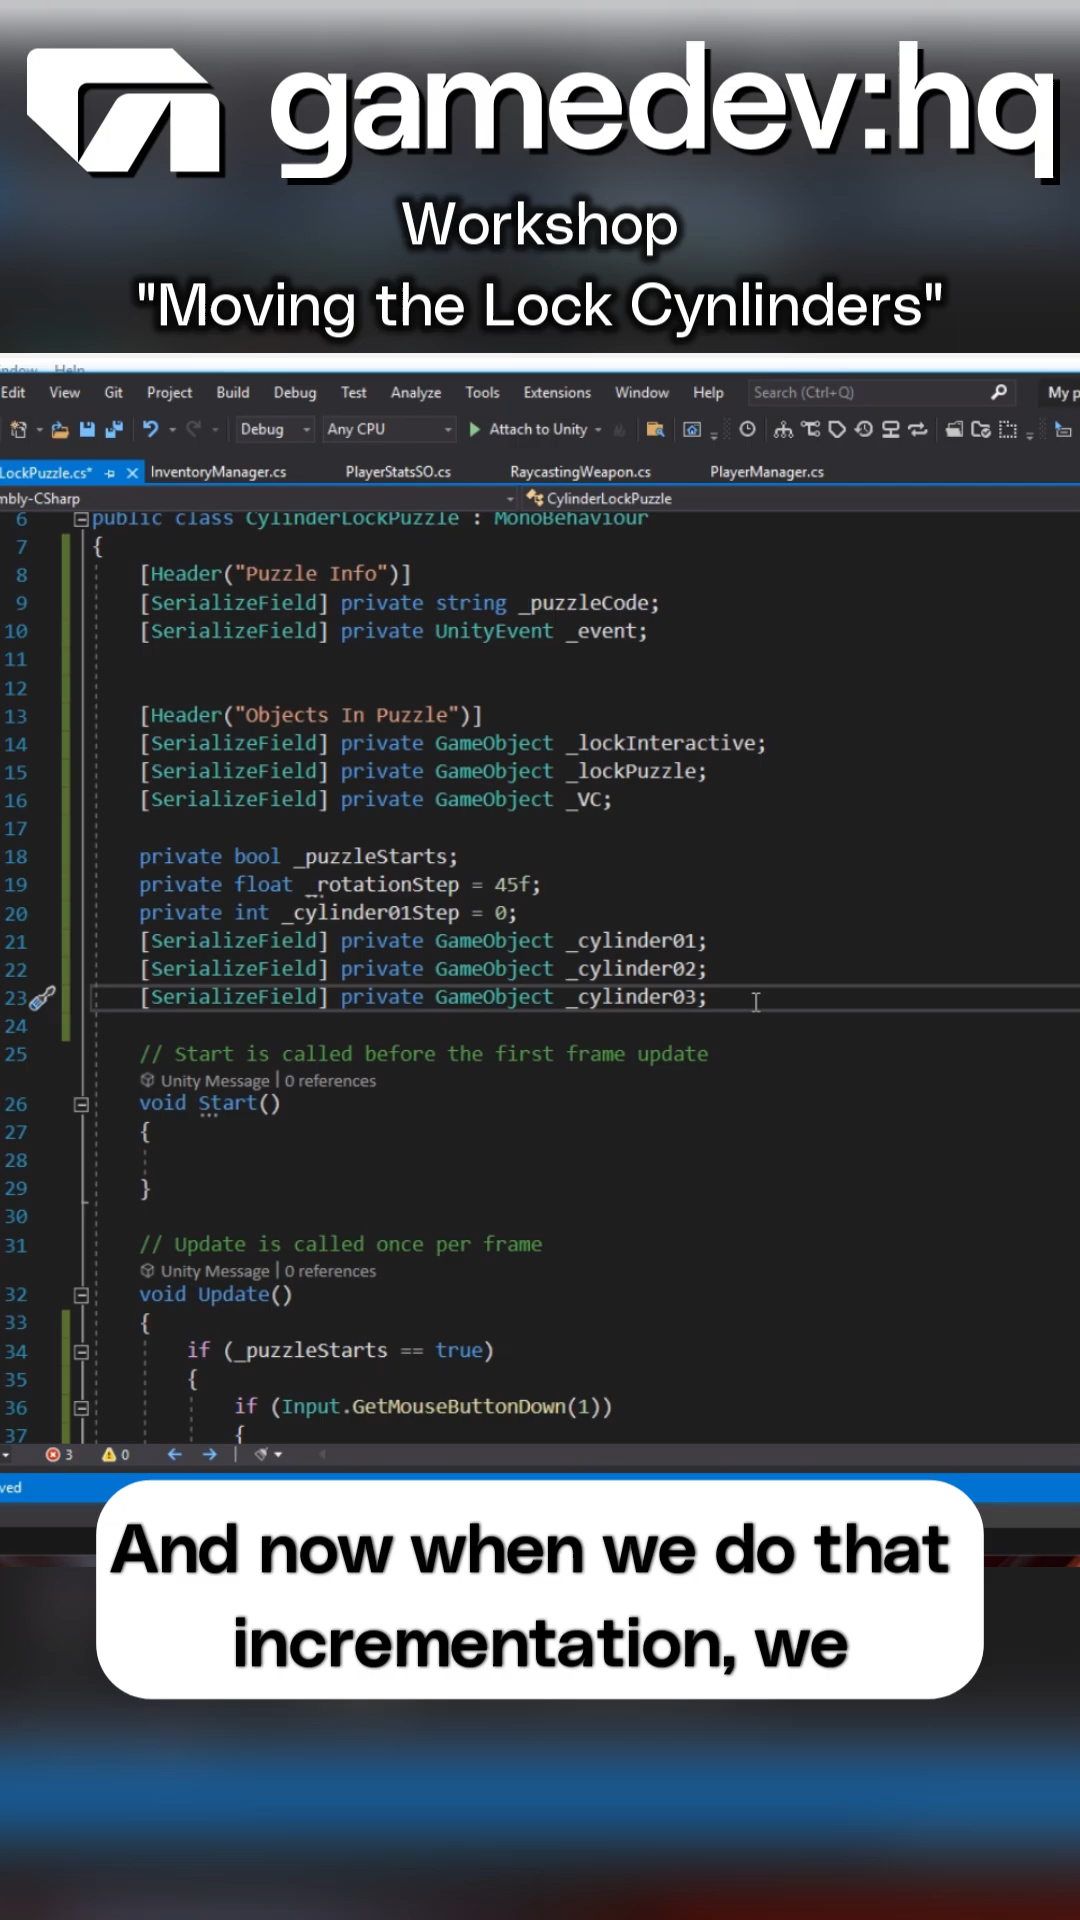 gamedev:hq
Workshop
"Moving the Lock Cynlinders"
Help
Edit View Git Project Build Debug Test Analyze Tools Extensions Window Help Search (Ctrl+Q) My p
Debug Any CPU Attach to Unity
LockPuzzle.cs* InventoryManager.cs PlayerStatsSO.cs RaycastingWeapon.cs PlayerManager.cs
mbly-CSharp CylinderLockPuzzle
6 public class CylinderLockPuzzle : MonoBehaviour
7 {
8 [Header("Puzzle Info")]
9 [SerializeField] private string _puzzleCode;
10 [SerializeField] private UnityEvent _event;
11
12
13 [Header("Objects In Puzzle")]
14 [SerializeField] private GameObject _lockInteractive;
15 [SerializeField] private GameObject _lockPuzzle;
16 [SerializeField] private GameObject _VC;
17
18 private bool _puzzleStarts;
19 private float _rotationStep = 45f;
20 private int _cylinder01Step = 0;
21 [SerializeField] private GameObject _cylinder01;
22 [SerializeField] private GameObject _cylinder02;
23 [SerializeField] private GameObject _cylinder03;
24
25 // Start is called before the first frame update
Unity Message | 0 references
26 void Start()
27 {
28
29 }
30
31 // Update is called once per frame
Unity Message | 0 references
32 void Update()
33 {
34 if (_puzzleStarts == true)
35 {
36 if (Input.GetMouseButtonDown(1))
37 {
3 0
ved
And now when we do that
incrementation, we